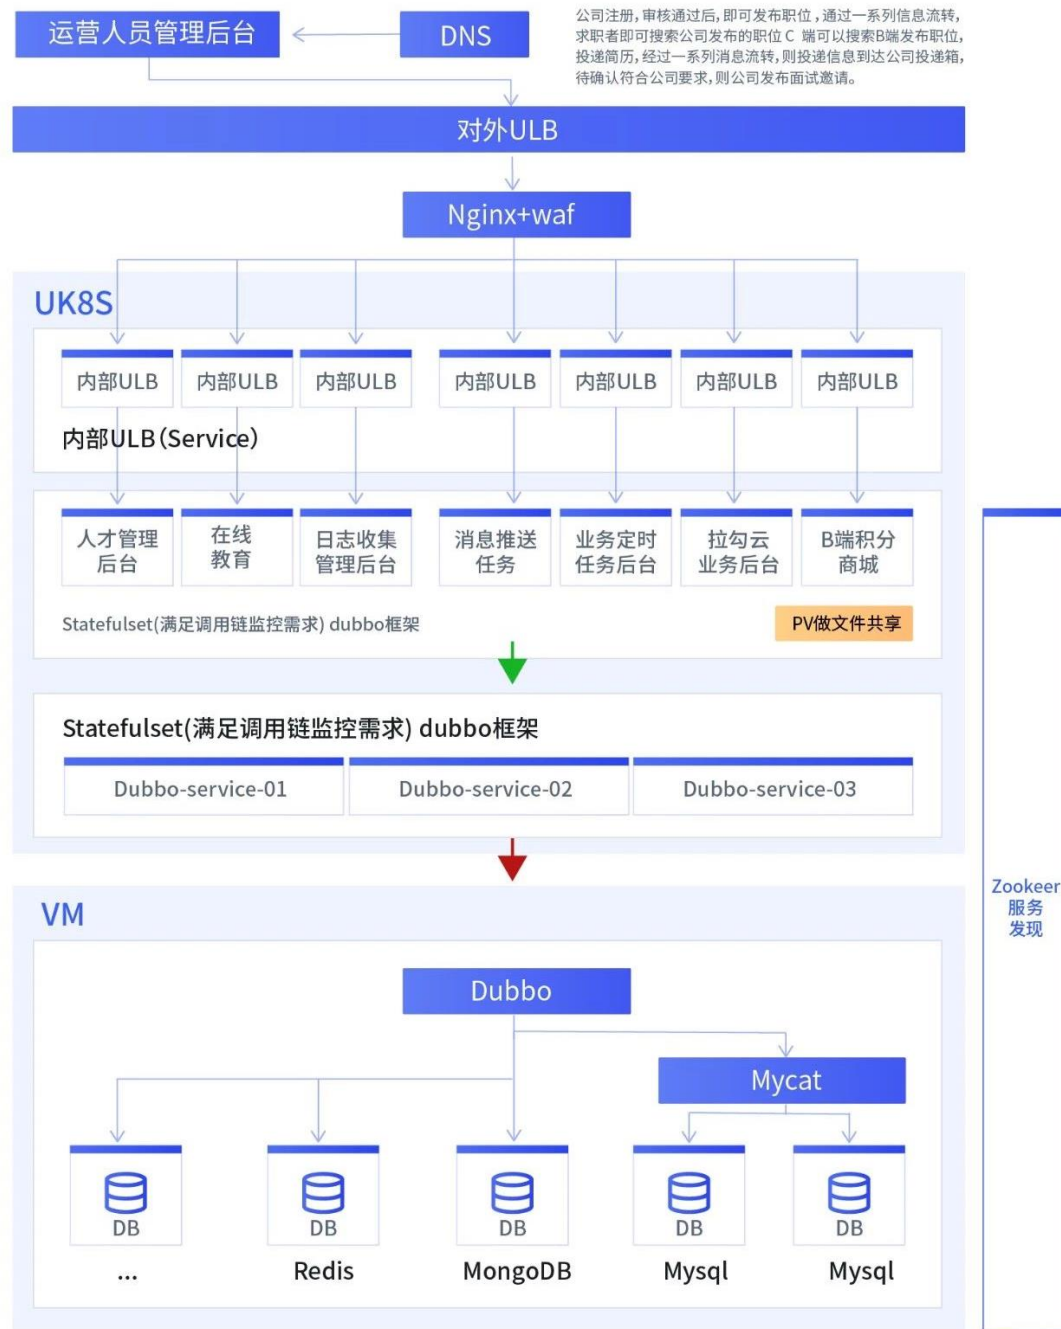 运营人员管理后台
DNS
公司注册,审核通过后,即可发布职位,通过一系列信息流转,
求职者即可搜索公司发布的职位 C 端可以搜索B端发布职位,
投递简历,经过一系列消息流转,则投递信息到达公司投递箱,
待确认符合公司要求,则公司发布面试邀请。
对外ULB
Nginx+waf
UK8S
内部ULB
内部ULB
内部ULB
内部ULB
内部ULB
内部ULB
内部ULB
内部ULB(Service)
人才管理
后台
在线
教育
日志收集
管理后台
消息推送
任务
业务定时
任务后台
拉勾云
业务后台
B端积分
商城
Statefulset(满足调用链监控需求) dubbo框架
PV做文件共享
Statefulset(满足调用链监控需求) dubbo框架
Dubbo-service-01
Dubbo-service-02
Dubbo-service-03
Zookeer
服务
发现
VM
Dubbo
Mycat
DB
DB
DB
DB
DB
...
Redis
MongoDB
Mysql
Mysql